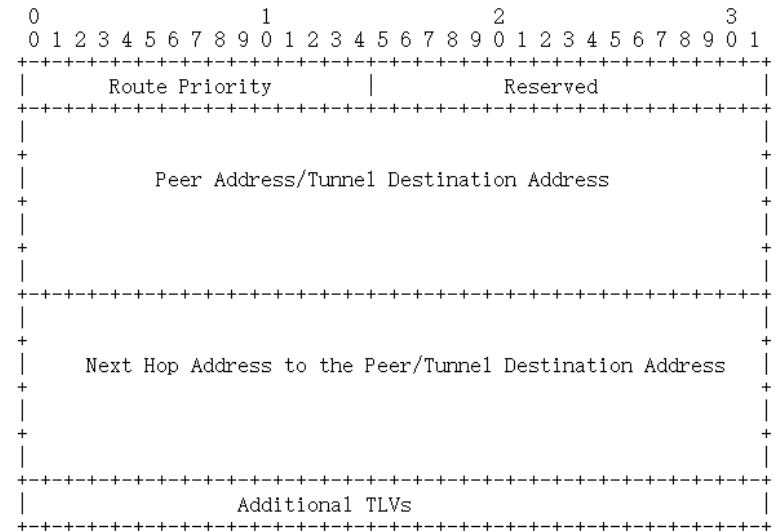 0                   1                   2                   3
0 1 2 3 4 5 6 7 8 9 0 1 2 3 4 5 6 7 8 9 0 1 2 3 4 5 6 7 8 9 0 1
+-+-+-+-+-+-+-+-+-+-+-+-+-+-+-+-+-+-+-+-+-+-+-+-+-+-+-+-+-+-+-+-+
|       Route Priority        |           Reserved            |
+-+-+-+-+-+-+-+-+-+-+-+-+-+-+-+-+-+-+-+-+-+-+-+-+-+-+-+-+-+-+-+-+
|                                                               |
+                                                               +
|           Peer Address/Tunnel Destination Address             |
+                                                               +
|                                                               |
+                                                               +
|                                                               |
+-+-+-+-+-+-+-+-+-+-+-+-+-+-+-+-+-+-+-+-+-+-+-+-+-+-+-+-+-+-+-+-+
|                                                               |
+                                                               +
|     Next Hop Address to the Peer/Tunnel Destination Address   |
+                                                               +
|                                                               |
+                                                               +
|                                                               |
+-+-+-+-+-+-+-+-+-+-+-+-+-+-+-+-+-+-+-+-+-+-+-+-+-+-+-+-+-+-+-+-+
|                  Additional TLVs                              |
+-+-+-+-+-+-+-+-+-+-+-+-+-+-+-+-+-+-+-+-+-+-+-+-+-+-+-+-+-+-+-+-+